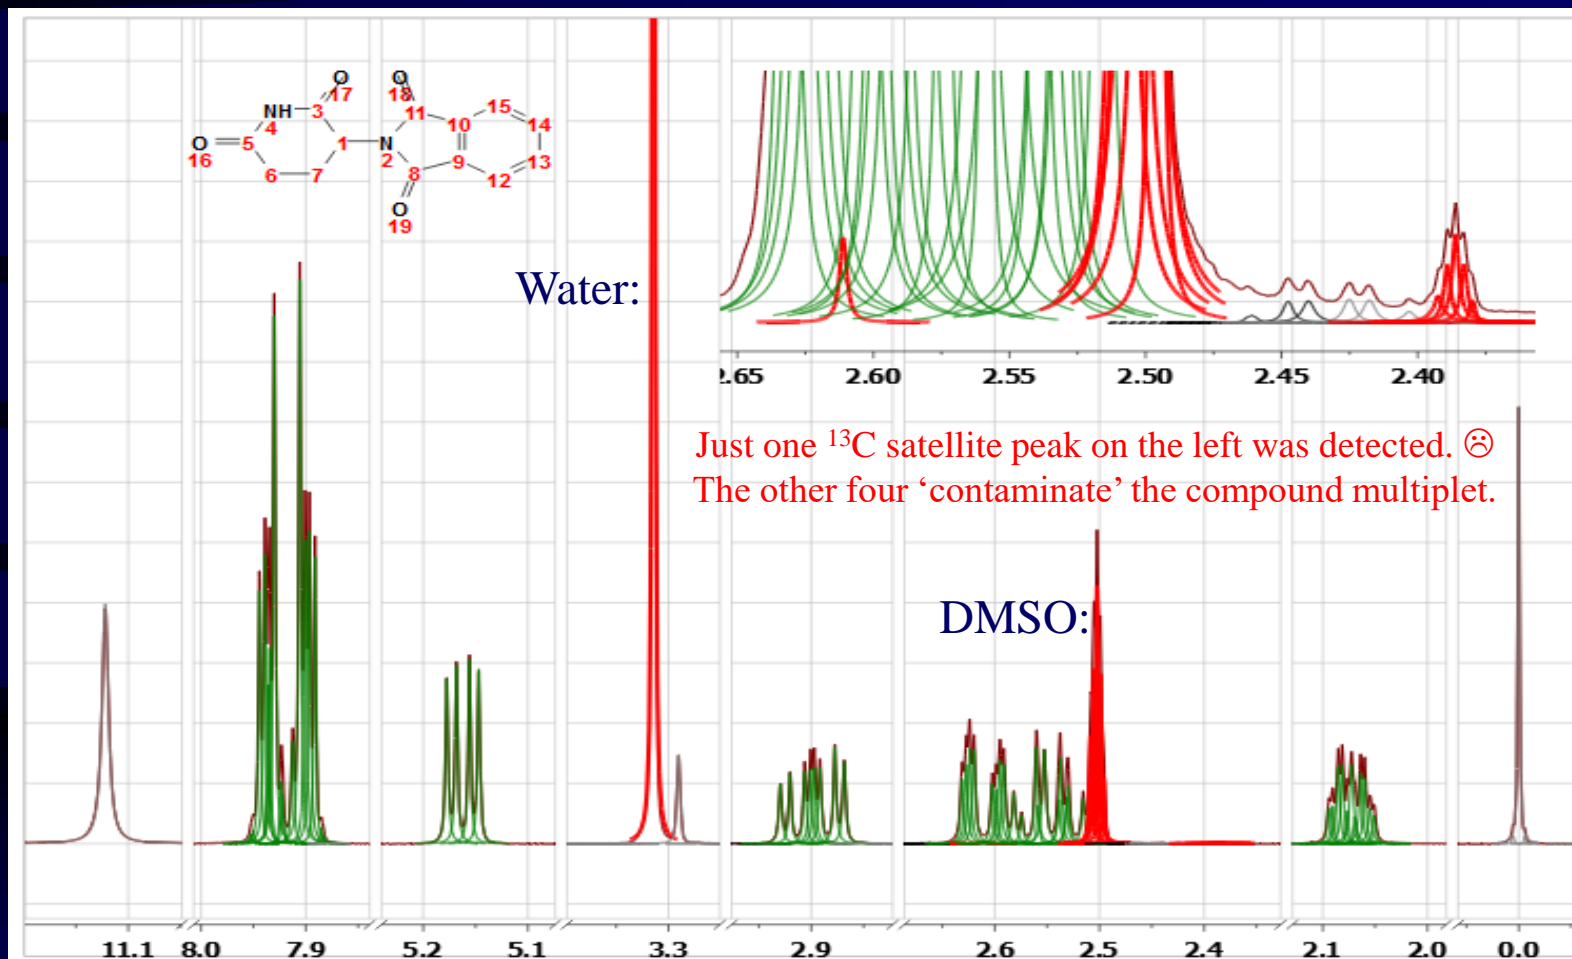 O
17
O
18
NH
4
3
11
15
10
14
O
16
5
1
N
2
9
13
6
7
8
12
O
19
Water:
2.65 2.60 2.55 2.50 2.45 2.40
Just one ¹³C satellite peak on the left was detected. ☹
The other four ‘contaminate’ the compound multiplet.
DMSO:
11.1 8.0 7.9 5.2 5.1 3.3 2.9 2.6 2.5 2.4 2.1 2.0 0.0